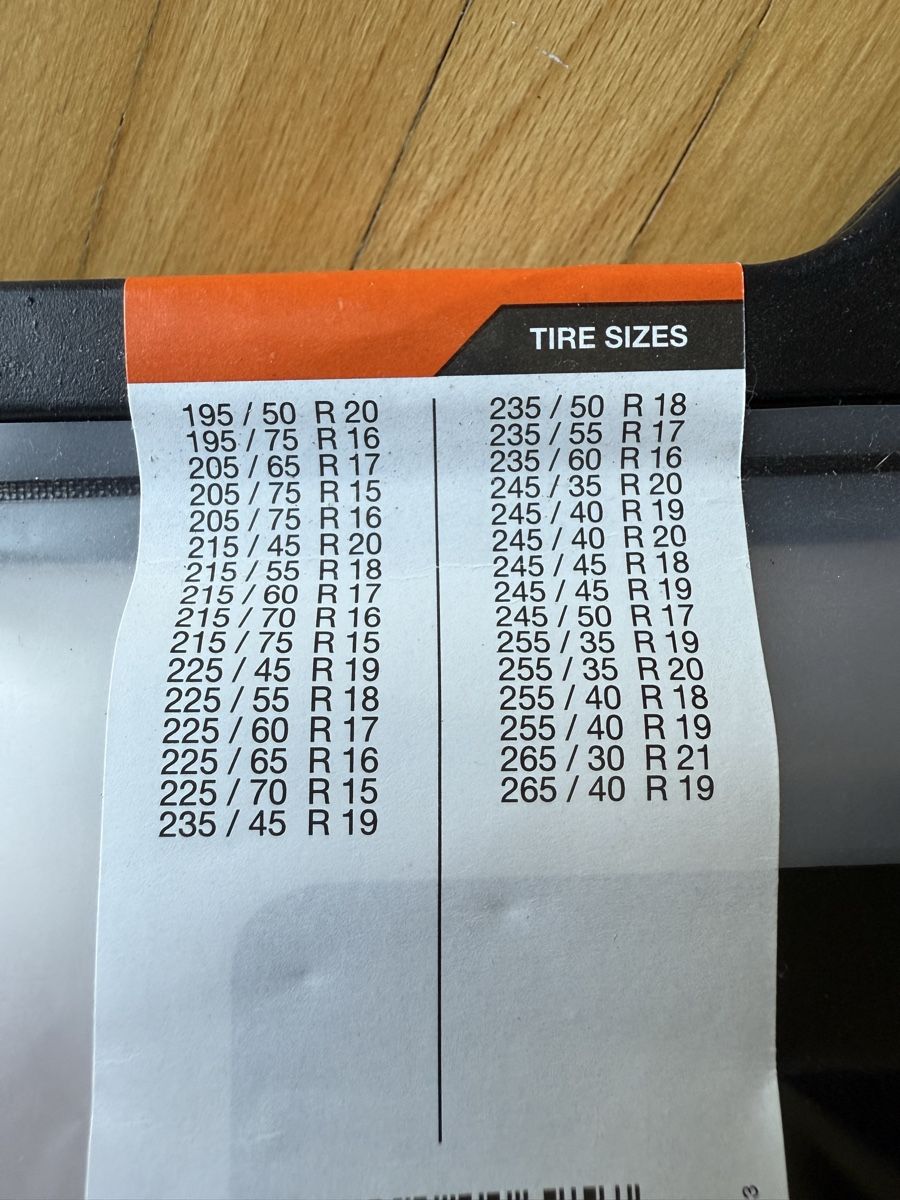 TIRE SIZES
195 / 50 R 20
195 / 75 R 16
205 / 65 R 17
205 / 75 R 15
205 / 75 R 16
215 / 45 R 20
215 / 55 R 18
215 / 60 R 17
215 / 70 R 16
215 / 75 R 15
225 / 45 R 19
225 / 55 R 18
225 / 60 R 17
225 / 65 R 16
225 / 70 R 15
235 / 45 R 19
235 / 50 R 18
235 / 55 R 17
235 / 60 R 16
245 / 35 R 20
245 / 40 R 19
245 / 40 R 20
245 / 45 R 18
245 / 45 R 19
245 / 50 R 17
255 / 35 R 19
255 / 35 R 20
255 / 40 R 18
255 / 40 R 19
265 / 30 R 21
265 / 40 R 19
3